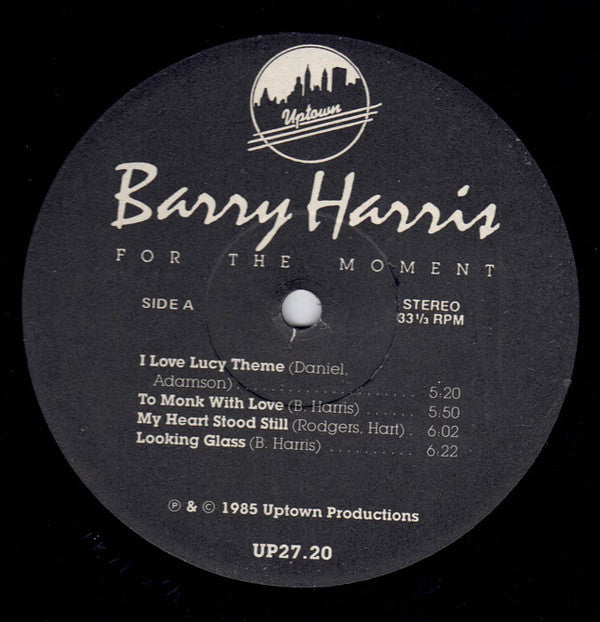 Uptown
Barry Harris
FOR THE MOMENT
SIDE A
STEREO
33 1/3 RPM
I Love Lucy Theme (Daniel,
Adamson) . . . . . . . . . . . . . . . . . . . . . . 5:20
To Monk With Love (B. Harris) . . . . . . . 5:50
My Heart Stood Still (Rodgers, Hart) . 6:02
Looking Glass (B. Harris) . . . . . . . . . . 6:22
℗ & © 1985 Uptown Productions
UP27.20